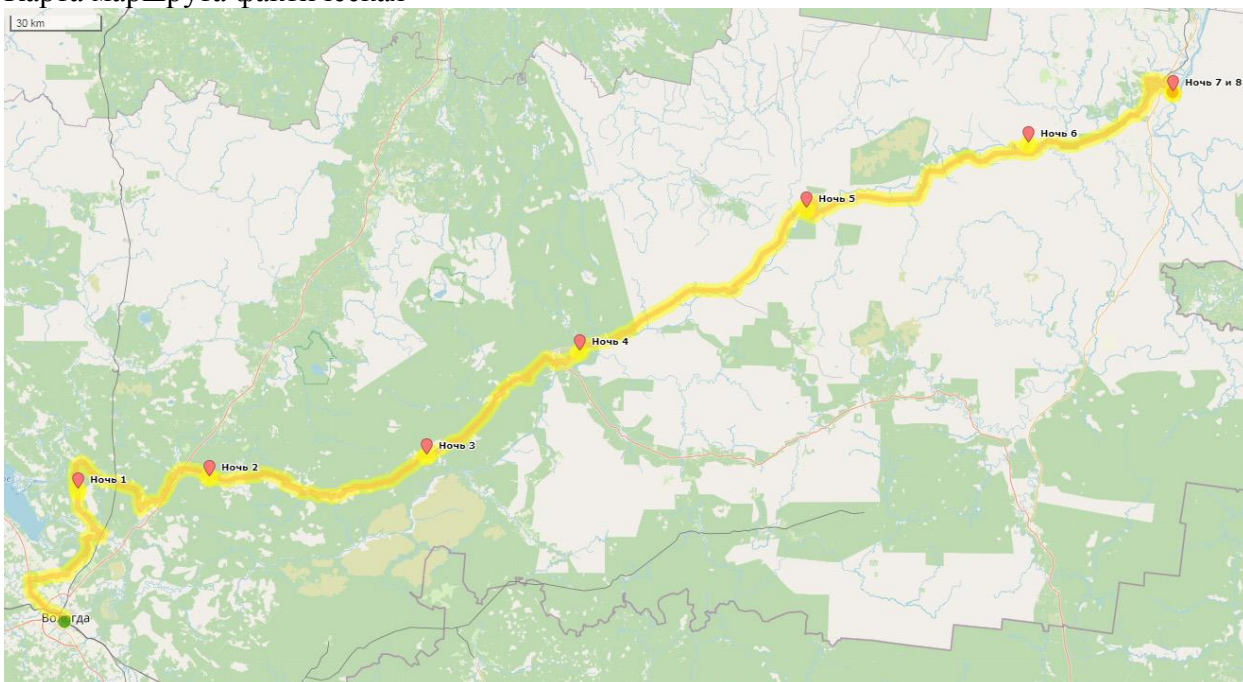 30 km
Ночь 7 и 8
Ночь 6
Ночь 5
Ночь 4
Ночь 3
Ночь 2
Ночь 1
Вологда